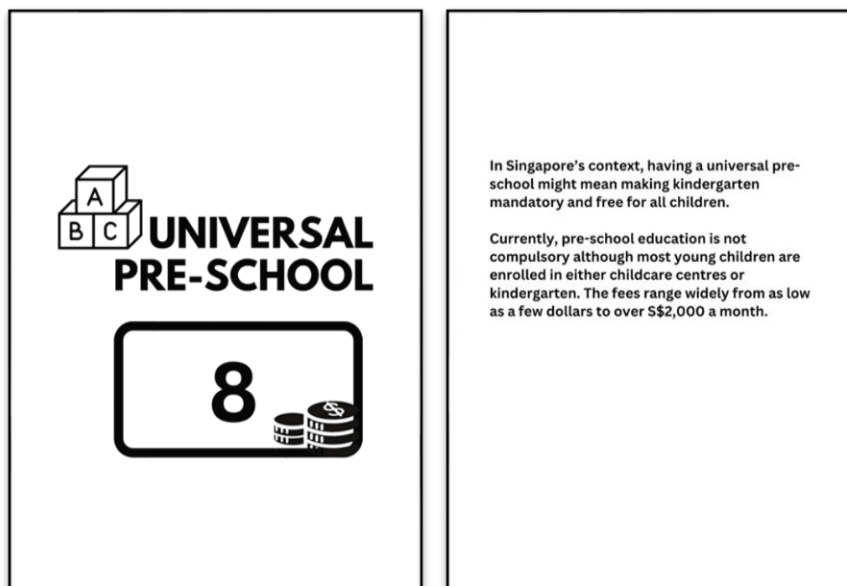 A
B C
UNIVERSAL
PRE-SCHOOL
8
$
In Singapore's context, having a universal pre-
school might mean making kindergarten
mandatory and free for all children.
Currently, pre-school education is not
compulsory although most young children are
enrolled in either childcare centres or
kindergarten. The fees range widely from as low
as a few dollars to over S$2,000 a month.